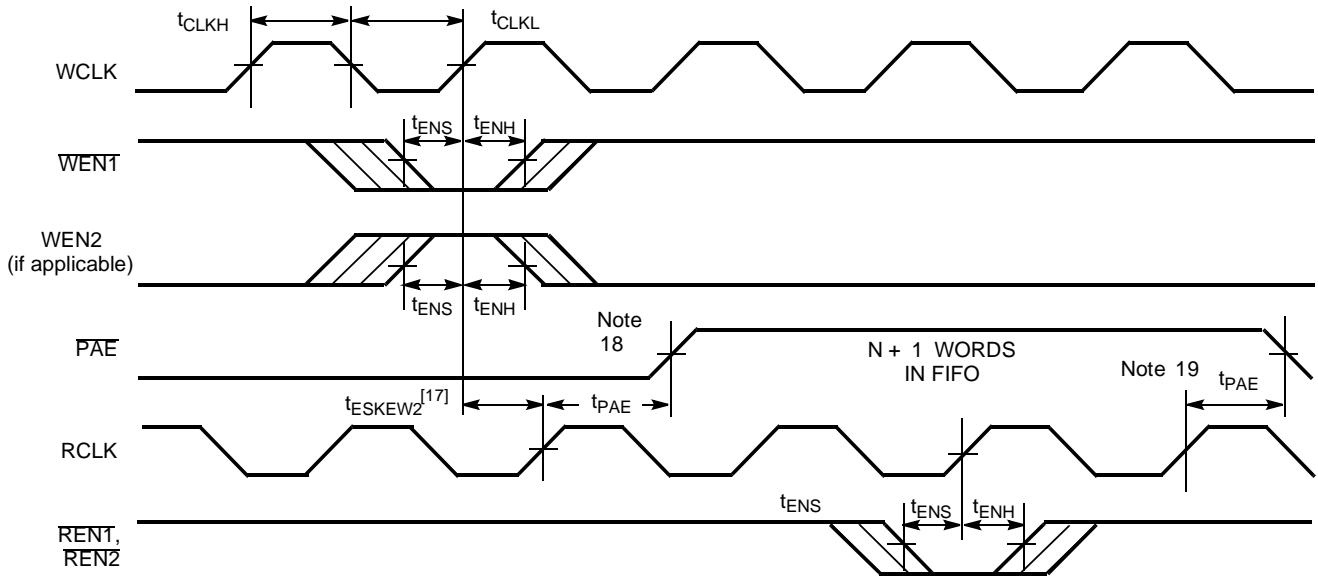 tCLKH
tCLKL
WCLK
tENS
tENH
WEN1
WEN2
(if applicable)
tENS
tENH
Note
18
PAE
N + 1 WORDS
IN FIFO
Note 19
tPAE
tESKEW2[17]
tPAE
RCLK
tENS
tENS
tENH
REN1,
REN2